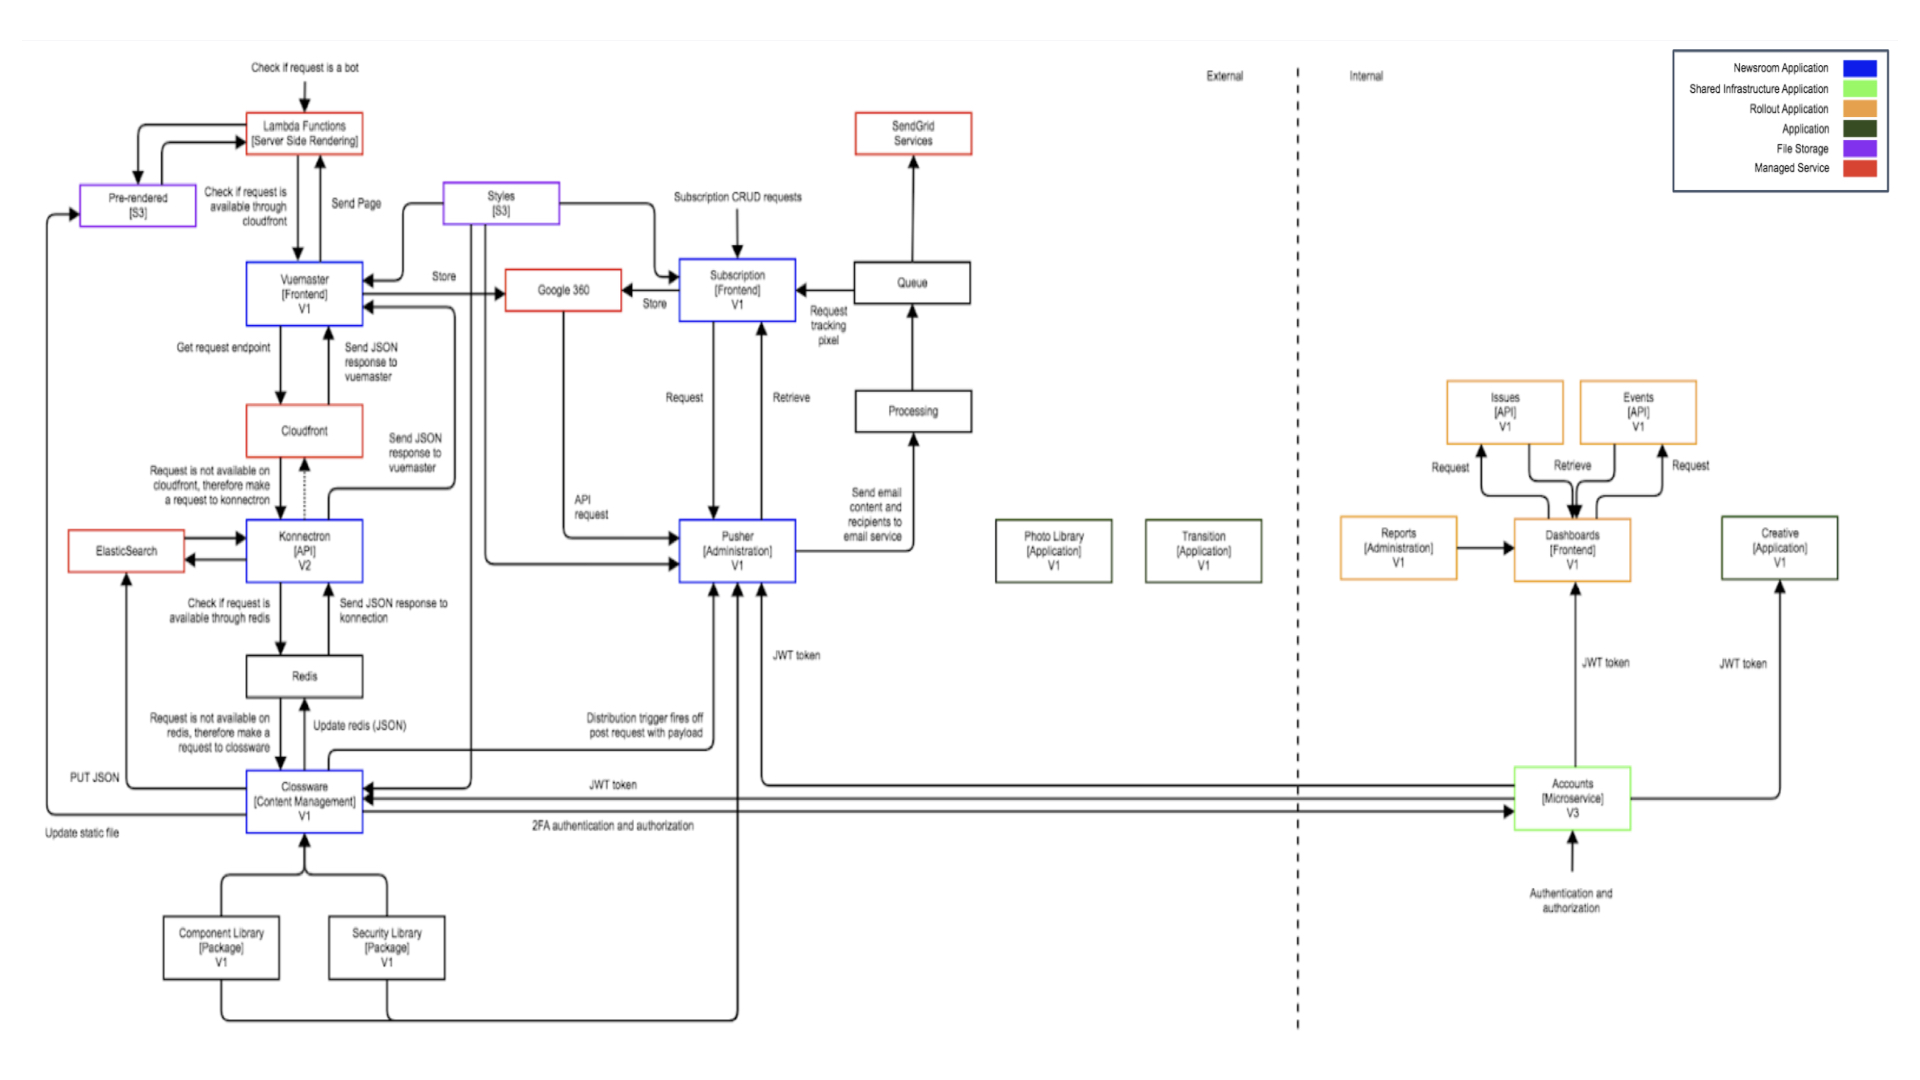 Check if request is a bot
External
Internal
Newsroom Application
Shared Infrastructure Application
Rollout Application
Application
File Storage
Managed Service
Lambda Functions
[Server Side Rendering]
SendGrid
Services
Pre-rendered
[S3]
Check if request is
available through
cloudfront
Send Page
Styles
[S3]
Subscription CRUD requests
Vuemaster
[Frontend]
V1
Store
Google 360
Store
Subscription
[Frontend]
V1
Queue
Request
tracking
pixel
Get request endpoint
Send JSON
response to
vuemaster
Request
Retrieve
Processing
Cloudfront
Send JSON
response to
vuemaster
Issues
[API]
V1
Events
[API]
V1
Request
Retrieve
Request
Request is not available on
cloudfront, therefore make
a request to konnectron
API
request
Send email
content and
recipients to
email service
ElasticSearch
Konnectron
[API]
V2
Pusher
[Administration]
V1
Photo Library
[Application]
V1
Transition
[Application]
V1
Reports
[Administration]
V1
Dashboards
[Frontend]
V1
Creative
[Application]
V1
Check if request is
available through redis
Send JSON response to
konnection
Redis
JWT token
JWT token
JWT token
Request is not available on
redis, therefore make a
request to clossware
Update redis (JSON)
Distribution trigger fires off
post request with payload
PUT JSON
Clossware
[Content Management]
V1
JWT token
Accounts
[Microservice]
V3
Update static file
2FA authentication and authorization
Authentication and
authorization
Component Library
[Package]
V1
Security Library
[Package]
V1